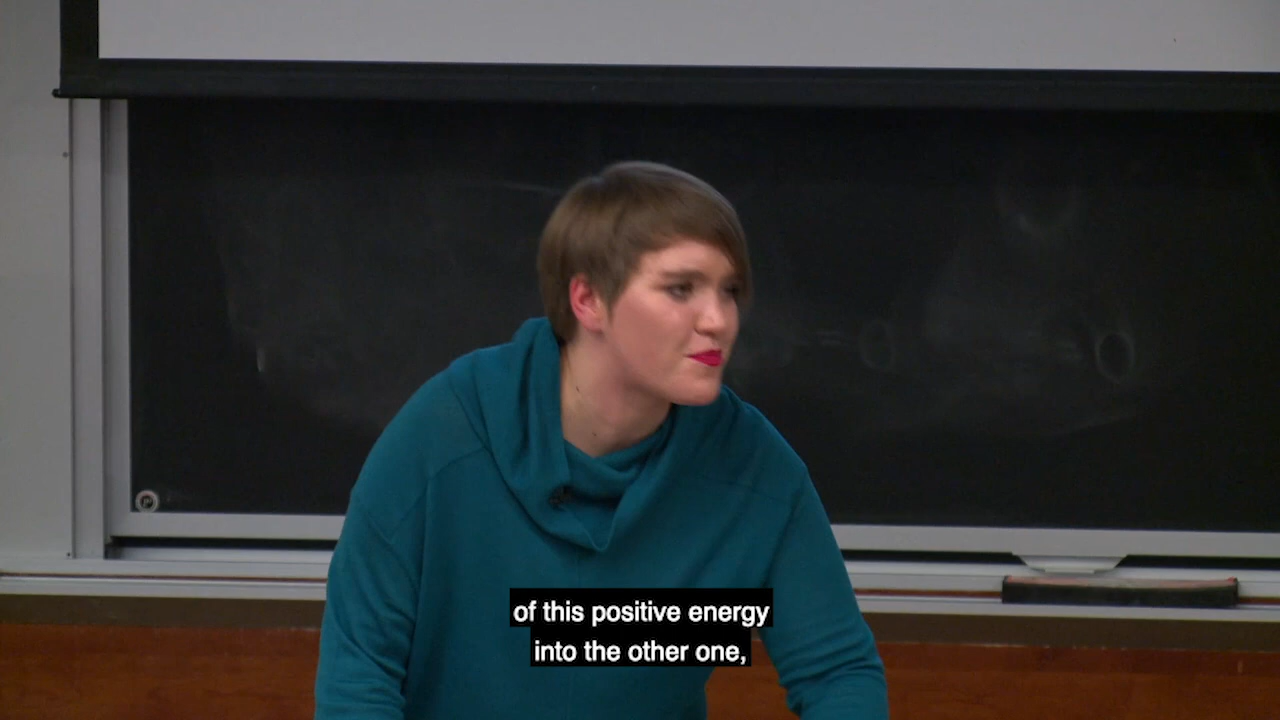 of this positive energy
into the other one,